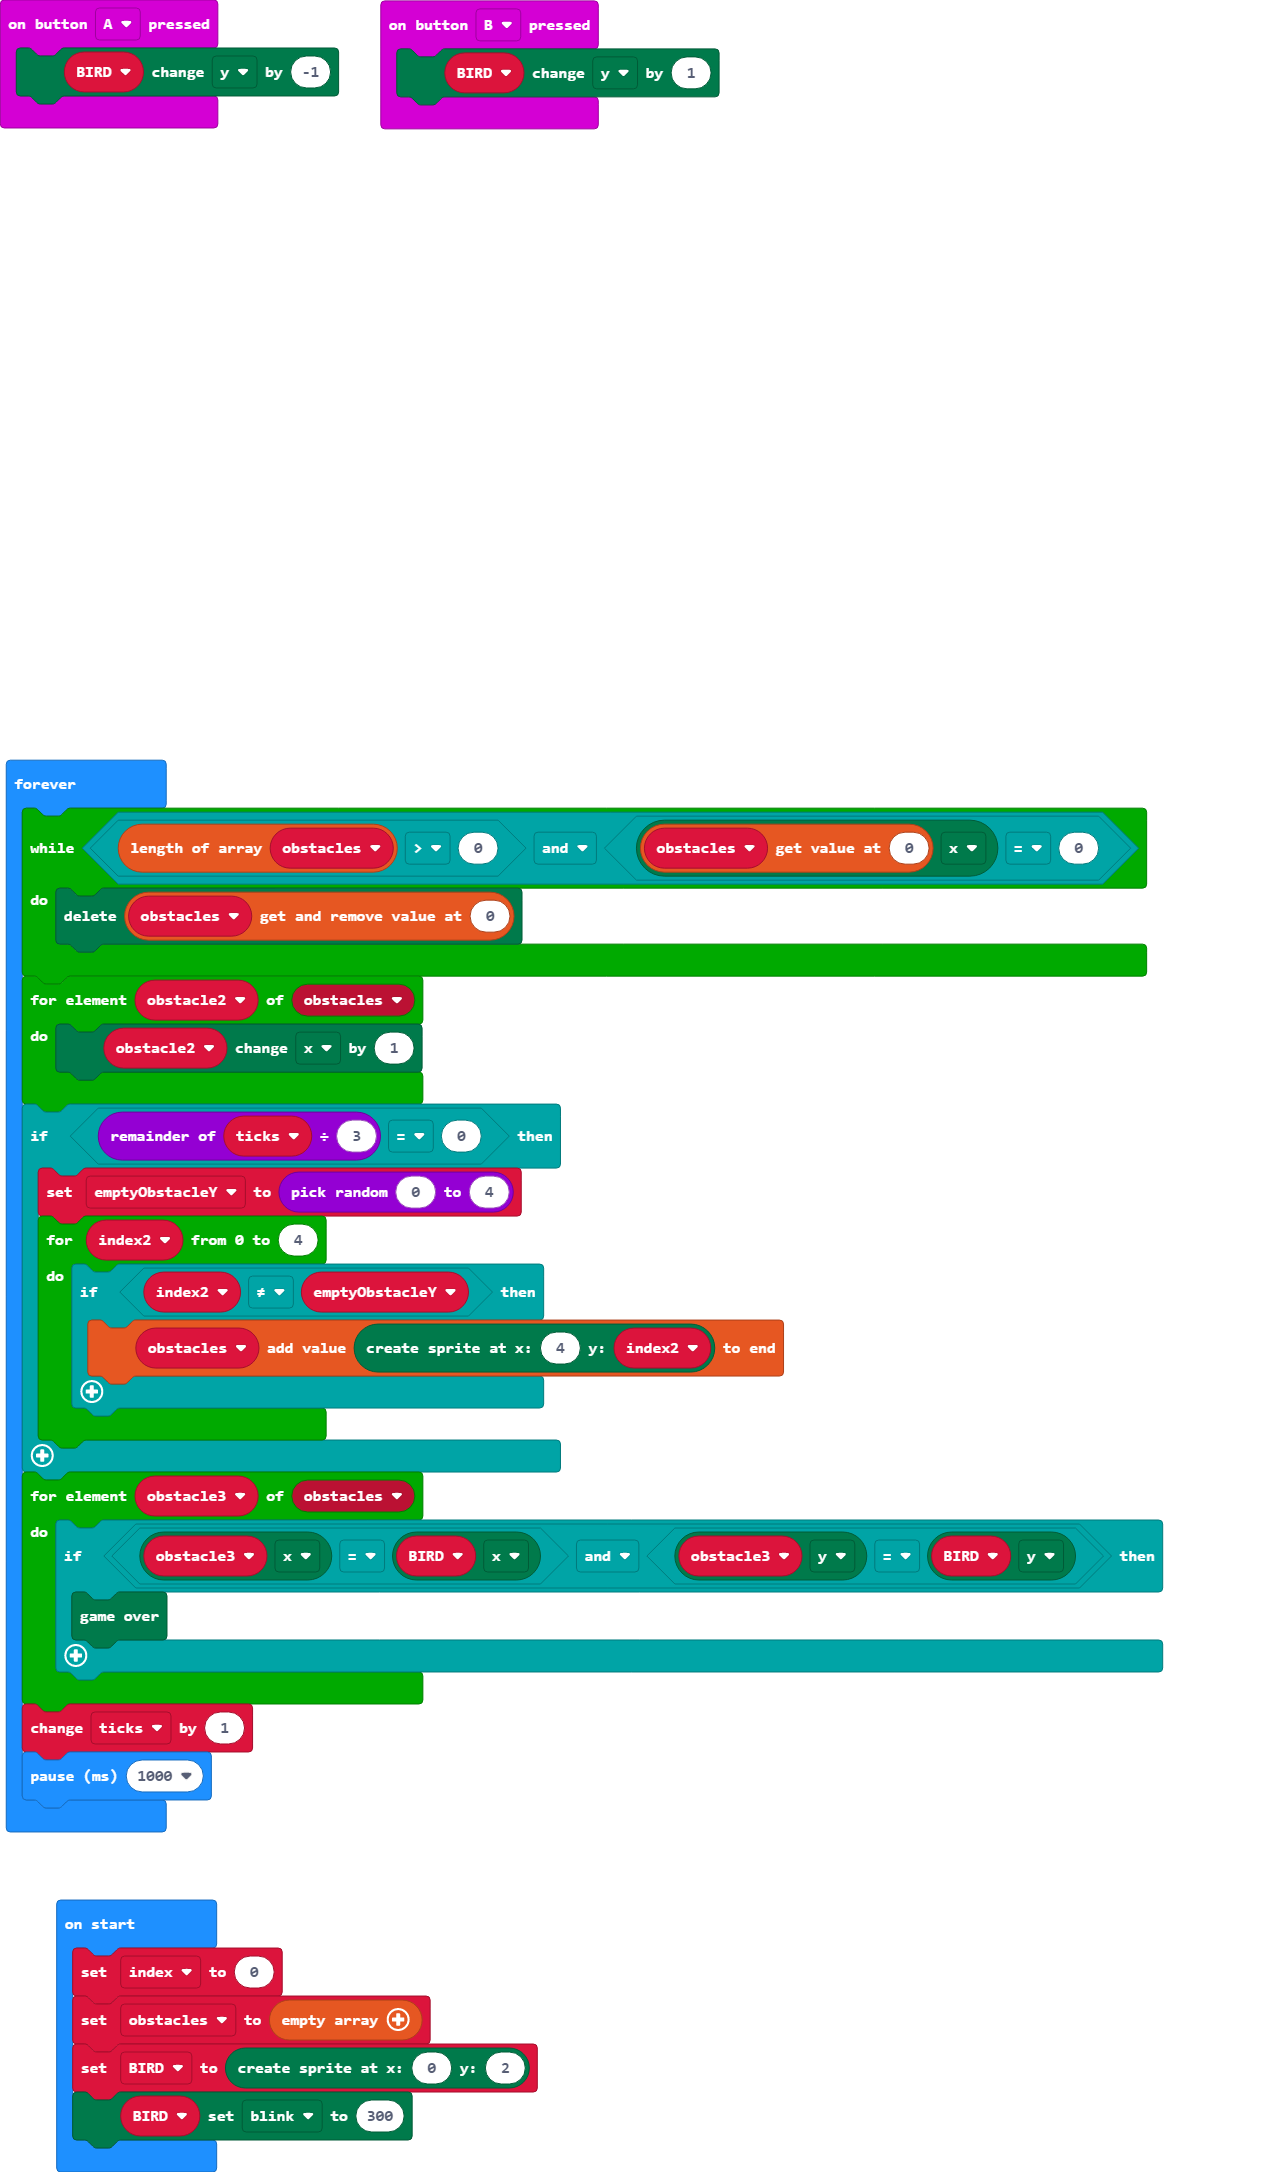 on button A pressed
BIRD change y by -1
on button B pressed
BIRD change y by 1
forever
while length of array obstacles > 0 and obstacles get value at 0 x = 0
do
delete obstacles get and remove value at 0
for element obstacle2 of obstacles
do
obstacle2 change x by 1
if remainder of ticks ÷ 3 = 0 then
set emptyObstacleY to pick random 0 to 4
for index2 from 0 to 4
do
if index2 ≠ emptyObstacleY then
obstacles add value create sprite at x: 4 y: index2 to end
for element obstacle3 of obstacles
do
if obstacle3 x = BIRD x and obstacle3 y = BIRD y then
game over
change ticks by 1
pause (ms) 1000
on start
set index to 0
set obstacles to empty array
set BIRD to create sprite at x: 0 y: 2
BIRD set blink to 300